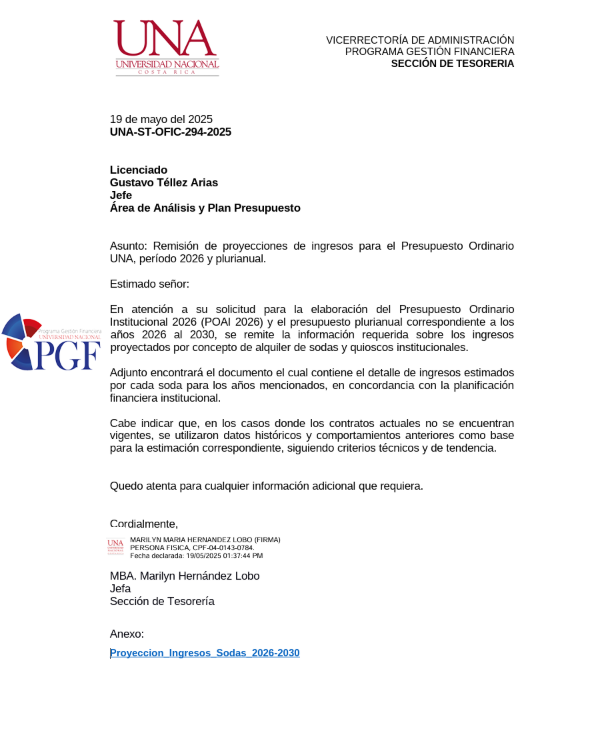 UNA
UNIVERSIDAD NACIONAL
COSTA RICA
VICERRECTORÍA DE ADMINISTRACIÓN
PROGRAMA GESTIÓN FINANCIERA
SECCIÓN DE TESORERIA
19 de mayo del 2025
UNA-ST-OFIC-294-2025
Licenciado
Gustavo Téllez Arias
Jefe
Área de Análisis y Plan Presupuesto
Asunto: Remisión de proyecciones de ingresos para el Presupuesto Ordinario
UNA, período 2026 y plurianual.
Estimado señor:
En atención a su solicitud para la elaboración del Presupuesto Ordinario
Institucional 2026 (POAI 2026) y el presupuesto plurianual correspondiente a los
años 2026 al 2030, se remite la información requerida sobre los ingresos
proyectados por concepto de alquiler de sodas y quioscos institucionales.
Programa Gestión Financiera
UNIVERSIDAD NACIONAL
PGF
Adjunto encontrará el documento el cual contiene el detalle de ingresos estimados
por cada soda para los años mencionados, en concordancia con la planificación
financiera institucional.
Cabe indicar que, en los casos donde los contratos actuales no se encuentran
vigentes, se utilizaron datos históricos y comportamientos anteriores como base
para la estimación correspondiente, siguiendo criterios técnicos y de tendencia.
Quedo atenta para cualquier información adicional que requiera.
Cordialmente,
UNA
MARILYN MARIA HERNANDEZ LOBO (FIRMA)
PERSONA FISICA, CPF-04-0143-0784.
Fecha declarada: 19/05/2025 01:37:44 PM
MBA. Marilyn Hernández Lobo
Jefa
Sección de Tesorería
Anexo:
Proyeccion_Ingresos_Sodas_2026-2030